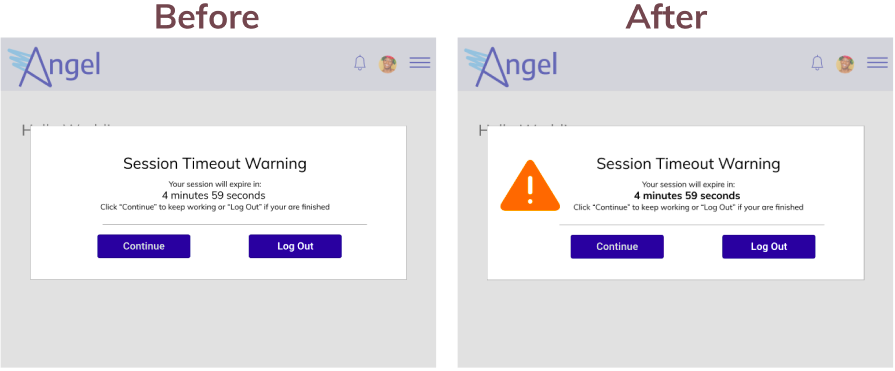 Before
Angel
Session Timeout Warning
Your session will expire in:
4 minutes 59 seconds
Click “Continue” to keep working or “Log Out” if your are finished
Continue
Log Out
After
Angel
Session Timeout Warning
Your session will expire in:
4 minutes 59 seconds
Click “Continue” to keep working or “Log Out” if your are finished
Continue
Log Out